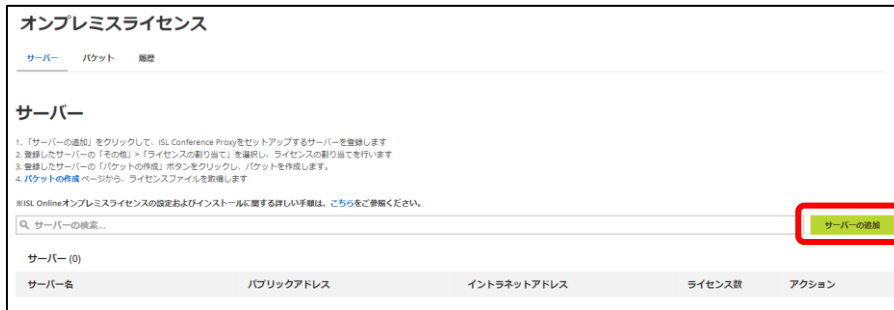 オンプレミスライセンス
サーバー パケット 履歴
サーバー
1. 「サーバーの追加」をクリックして、ISL Conference Proxyをセットアップするサーバーを登録します
2. 登録したサーバーの「その他」>「ライセンスの割り当て」を選択し、ライセンスの割り当てを行います
3. 登録したサーバーの「パケットの作成」ボタンをクリックし、パケットを作成します。
4. パケットの作成 ページから、ライセンスファイルを取得します
※ISL Onlineオンプレミスライセンスの設定およびインストールに関する詳しい手順は、こちらをご参照ください。
サーバーの検索... サーバーの追加
サーバー (0)
サーバー名 パブリックアドレス イントラネットアドレス ライセンス数 アクション